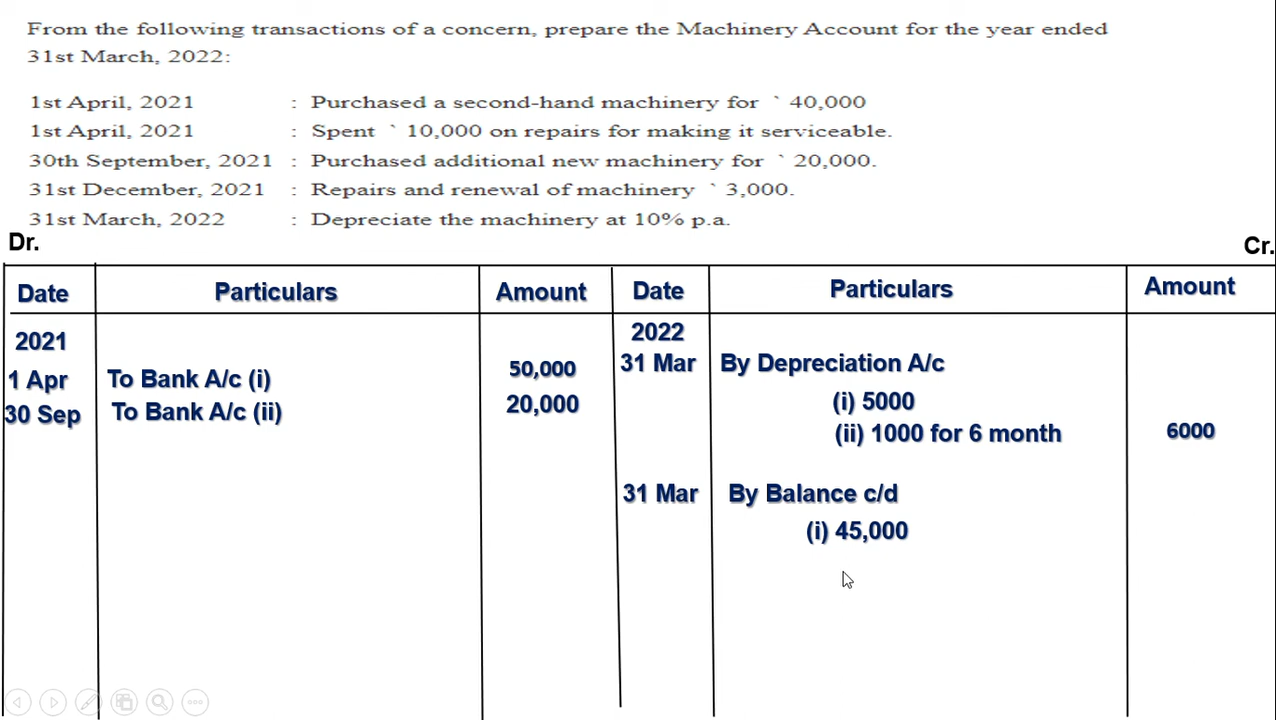 From the following transactions of a concern, prepare the Machinery Account for the year ended
31st March, 2022:
1st April, 2021 : Purchased a second-hand machinery for ` 40,000
1st April, 2021 : Spent ` 10,000 on repairs for making it serviceable.
30th September, 2021 : Purchased additional new machinery for ` 20,000.
31st December, 2021 : Repairs and renewal of machinery ` 3,000.
31st March, 2022 : Depreciate the machinery at 10% p.a.
Dr. Cr.
Date Particulars Amount Date Particulars Amount
2021 2022
1 Apr To Bank A/c (i) 50,000 31 Mar By Depreciation A/c
30 Sep To Bank A/c (ii) 20,000 (i) 5000
(ii) 1000 for 6 month 6000
31 Mar By Balance c/d
(i) 45,000